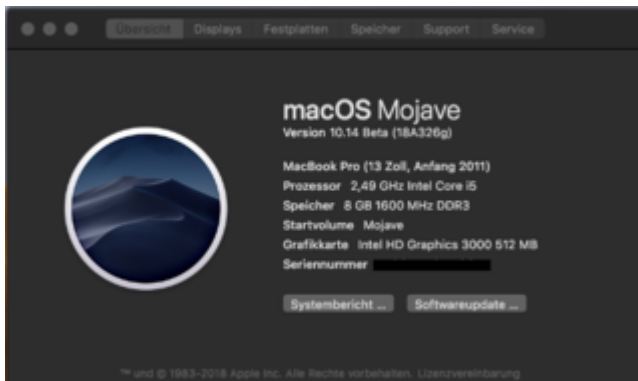 Übersicht Displays Festplatten Speicher Support Service
macOS Mojave
Version 10.14 Beta (18A326g)
MacBook Pro (13 Zoll, Anfang 2011)
Prozessor 2,49 GHz Intel Core i5
Speicher 8 GB 1600 MHz DDR3
Startvolume Mojave
Grafikkarte Intel HD Graphics 3000 512 MB
Seriennummer
Systembericht ... Softwareupdate ...
™ und © 1983-2018 Apple Inc. Alle Rechte vorbehalten. Lizenzvereinbarung